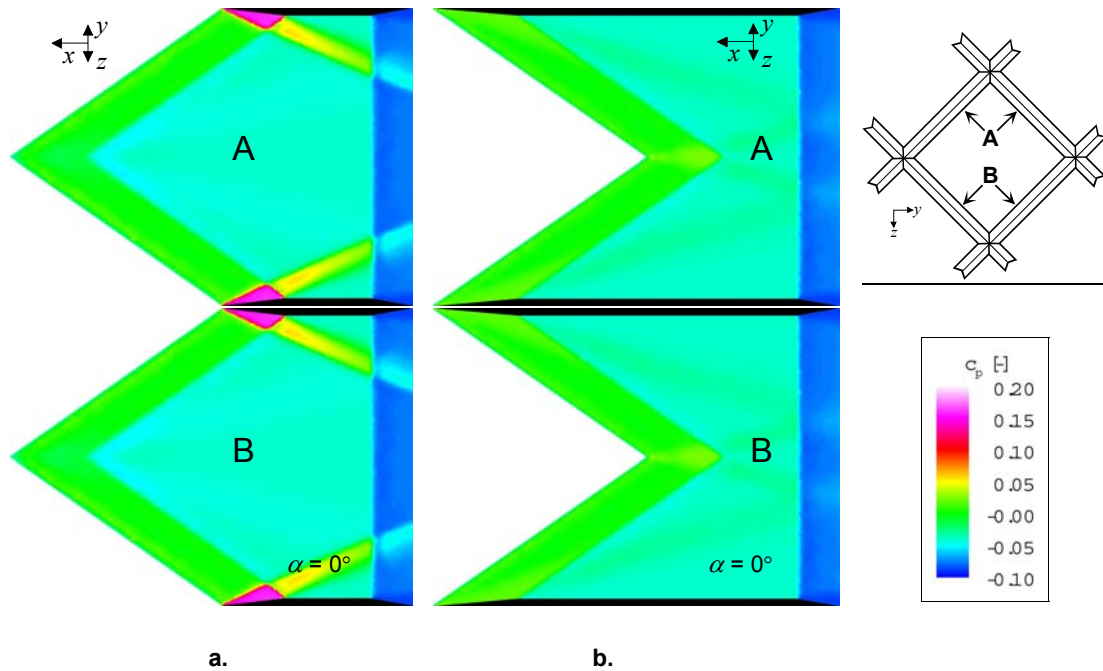 y
x
z
A
B
α = 0°
y
x
z
A
B
α = 0°
A
B
y
z
c_p [-]
0.20
0.15
0.10
0.05
-0.00
-0.05
-0.10
a.
b.